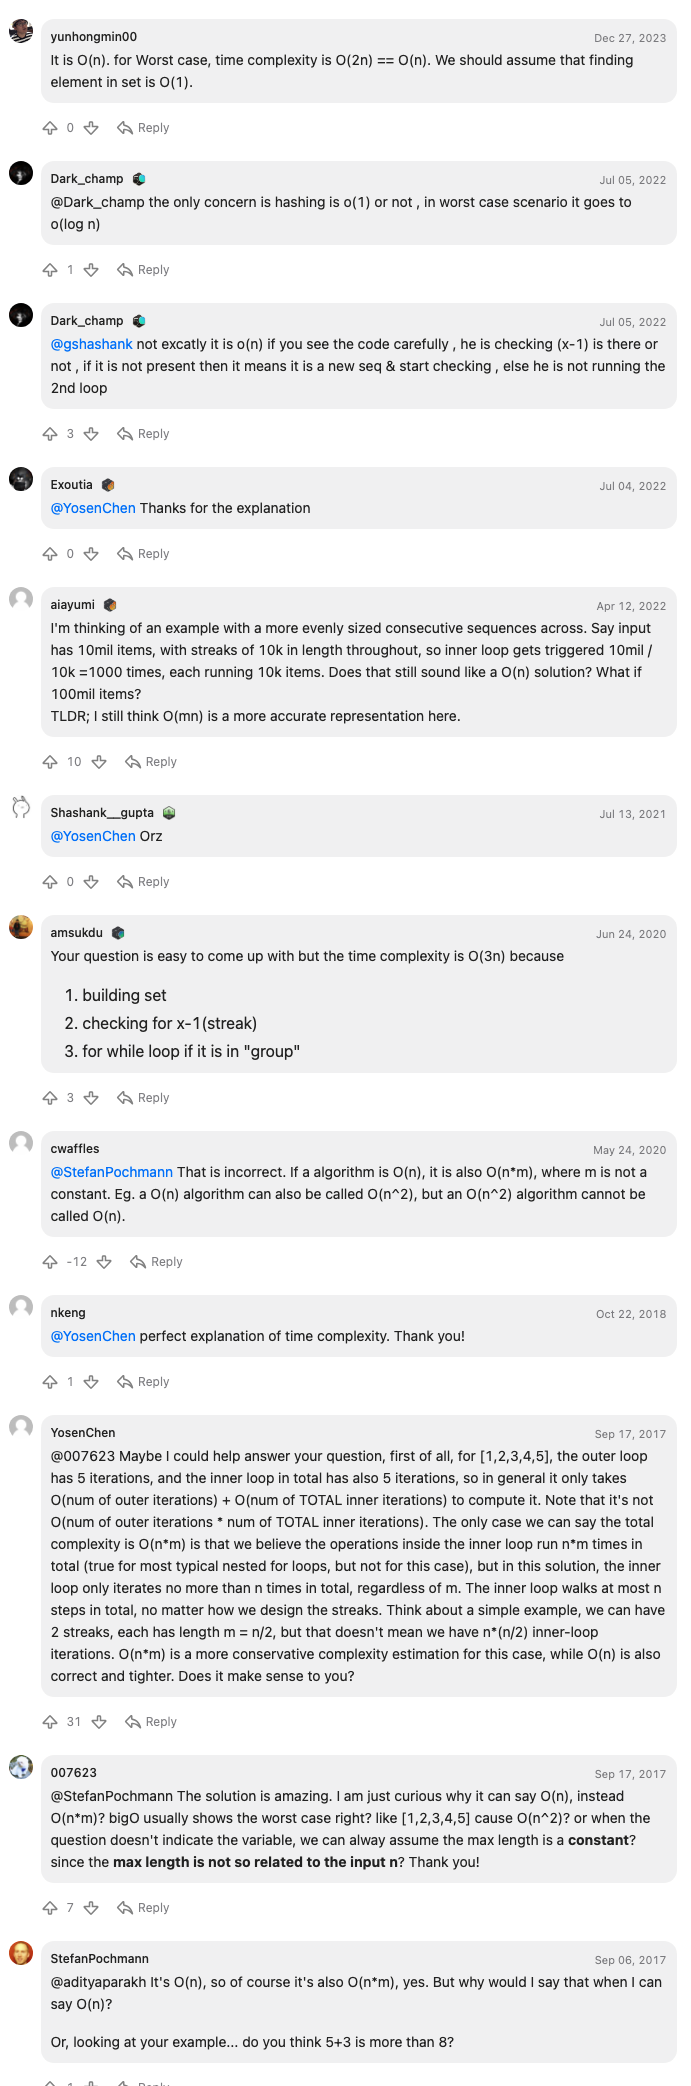 yunhongmin00
Dec 27, 2023
It is O(n). for Worst case, time complexity is O(2n) == O(n). We should assume that finding
element in set is O(1).
0 Reply
Dark_champ
Jul 05, 2022
@Dark_champ the only concern is hashing is o(1) or not , in worst case scenario it goes to
o(log n)
1 Reply
Dark_champ
Jul 05, 2022
@gshashank not excatly it is o(n) if you see the code carefully , he is checking (x-1) is there or
not , if it is not present then it means it is a new seq & start checking , else he is not running the
2nd loop
3 Reply
Exoutia
Jul 04, 2022
@YosenChen Thanks for the explanation
0 Reply
aiayumi
Apr 12, 2022
I'm thinking of an example with a more evenly sized consecutive sequences across. Say input
has 10mil items, with streaks of 10k in length throughout, so inner loop gets triggered 10mil /
10k =1000 times, each running 10k items. Does that still sound like a O(n) solution? What if
100mil items?
TLDR; I still think O(mn) is a more accurate representation here.
10 Reply
Shashank__gupta
Jul 13, 2021
@YosenChen Orz
0 Reply
amsukdu
Jun 24, 2020
Your question is easy to come up with but the time complexity is O(3n) because
1. building set
2. checking for x-1(streak)
3. for while loop if it is in "group"
3 Reply
cwaffles
May 24, 2020
@StefanPochmann That is incorrect. If a algorithm is O(n), it is also O(n*m), where m is not a
constant. Eg. a O(n) algorithm can also be called O(n^2), but an O(n^2) algorithm cannot be
called O(n).
-12 Reply
nkeng
Oct 22, 2018
@YosenChen perfect explanation of time complexity. Thank you!
1 Reply
YosenChen
Sep 17, 2017
@007623 Maybe I could help answer your question, first of all, for [1,2,3,4,5], the outer loop
has 5 iterations, and the inner loop in total has also 5 iterations, so in general it only takes
O(num of outer iterations) + O(num of TOTAL inner iterations) to compute it. Note that it's not
O(num of outer iterations * num of TOTAL inner iterations). The only case we can say the total
complexity is O(n*m) is that we believe the operations inside the inner loop run n*m times in
total (true for most typical nested for loops, but not for this case), but in this solution, the inner
loop only iterates no more than n times in total, regardless of m. The inner loop walks at most n
steps in total, no matter how we design the streaks. Think about a simple example, we can have
2 streaks, each has length m = n/2, but that doesn't mean we have n*(n/2) inner-loop
iterations. O(n*m) is a more conservative complexity estimation for this case, while O(n) is also
correct and tighter. Does it make sense to you?
31 Reply
007623
Sep 17, 2017
@StefanPochmann The solution is amazing. I am just curious why it can say O(n), instead
O(n*m)? bigO usually shows the worst case right? like [1,2,3,4,5] cause O(n^2)? or when the
question doesn't indicate the variable, we can alway assume the max length is a constant?
since the max length is not so related to the input n? Thank you!
7 Reply
StefanPochmann
Sep 06, 2017
@adityaparakh It's O(n), so of course it's also O(n*m), yes. But why would I say that when I can
say O(n)?
Or, looking at your example... do you think 5+3 is more than 8?
1 Reply